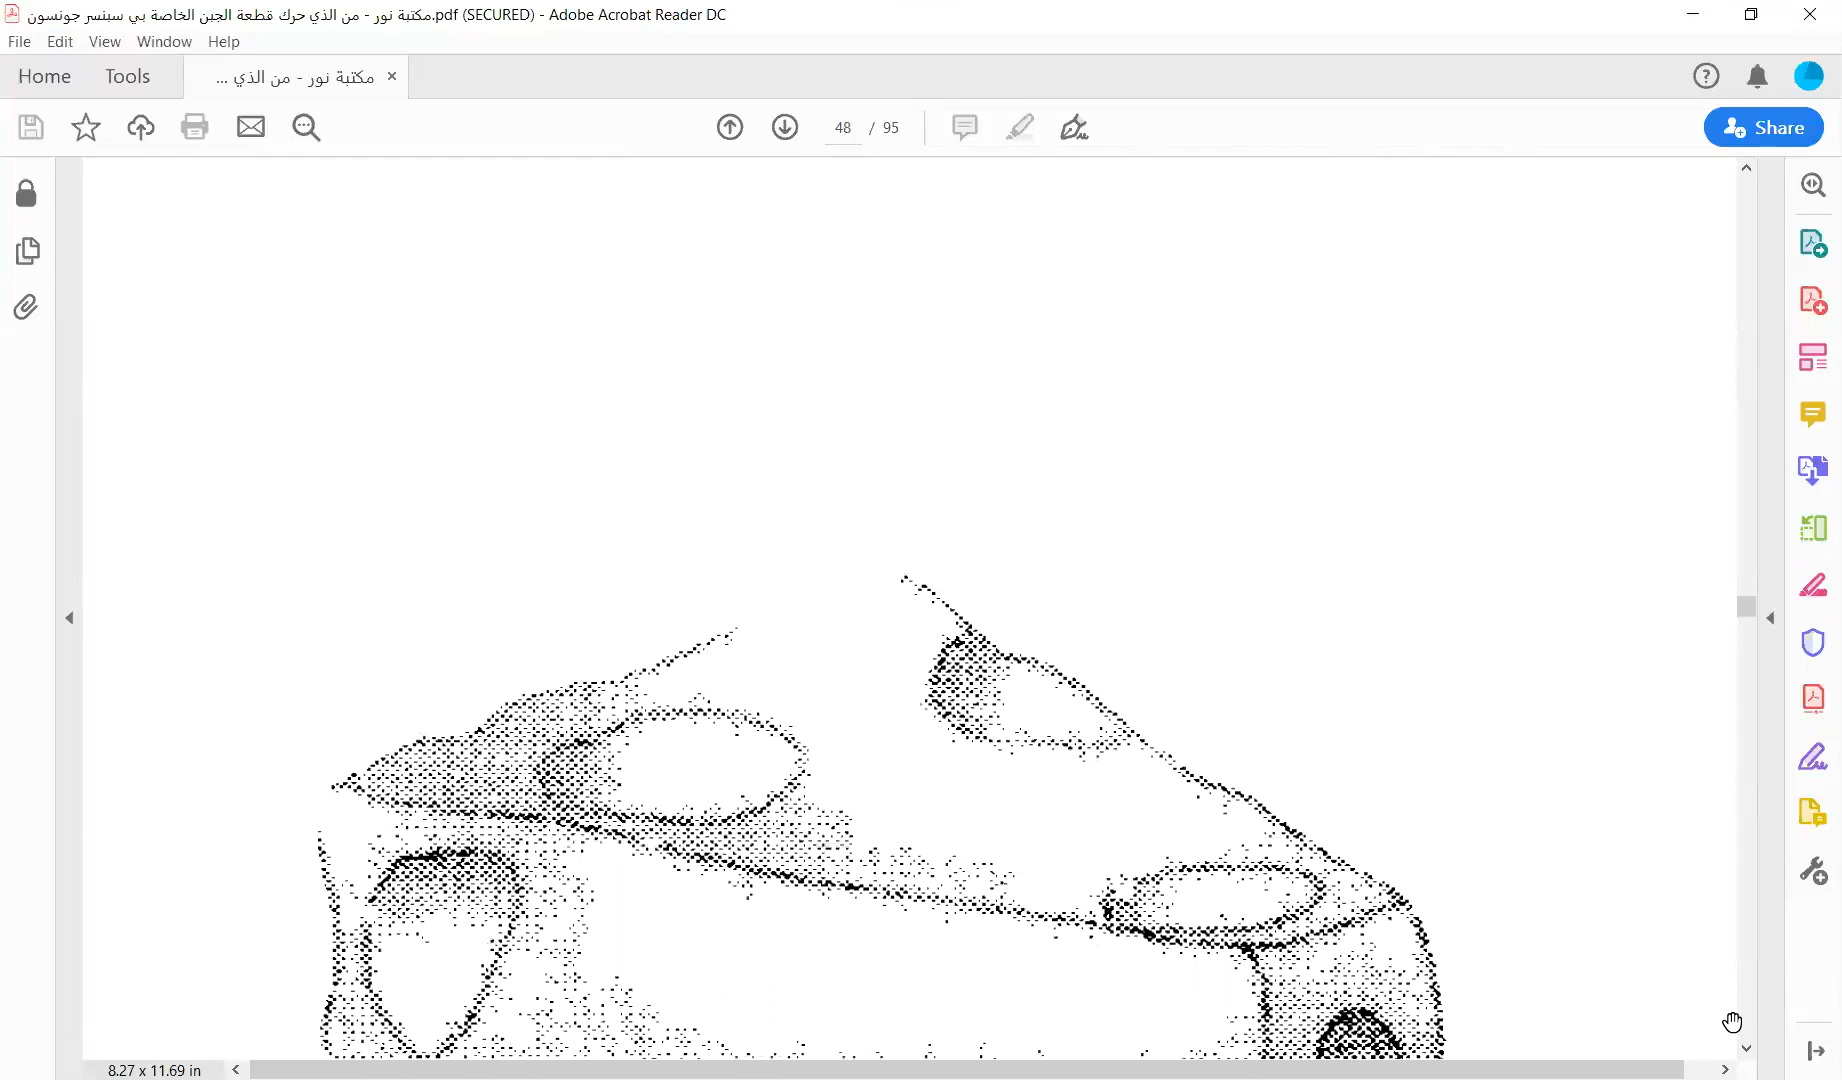 مكتبة نور - من الذي حرك قطعة الجبن الخاصة بي سبنسر جونسون.pdf (SECURED) - Adobe Acrobat Reader DC
File Edit View Window Help
Home Tools مكتبة نور - من الذي ... ×
48 / 95
Share
8.27 x 11.69 in